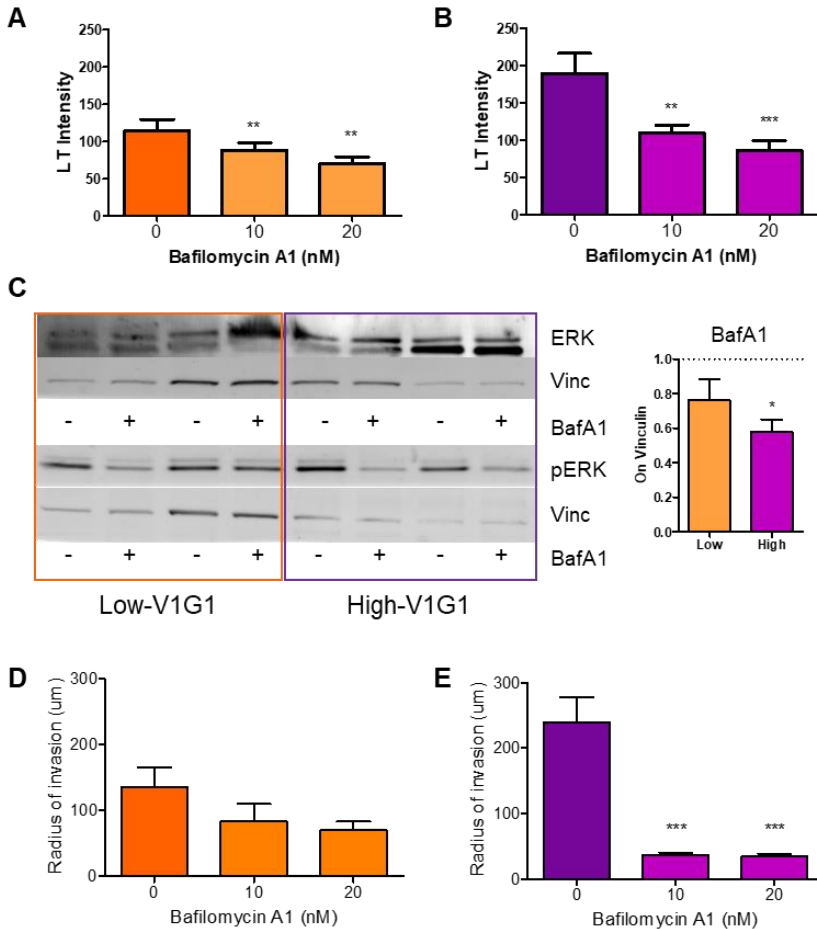 A
LT Intensity
250
200
150
100
50
0
**
**
0 10 20
Bafilomycin A1 (nM)
B
LT Intensity
250
200
150
100
50
0
**
***
0 10 20
Bafilomycin A1 (nM)
C
ERK
Vinc
- + - + - + - + BafA1
pERK
Vinc
- + - + - + - + BafA1
Low-V1G1 High-V1G1
BafA1
On Vinculin
1.0
0.8
0.6
0.4
0.2
0.0
*
Low High
D
Radius of invasion (um)
300
200
100
0
0 10 20
Bafilomycin A1 (nM)
E
Radius of invasion (um)
300
200
100
0
***
***
0 10 20
Bafilomycin A1 (nM)